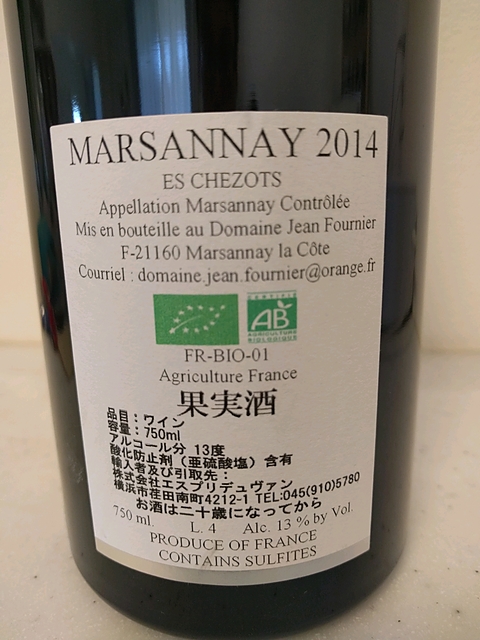 MARSANNAY 2014
ES CHEZOTS
Appellation Marsannay Contrôlée
Mis en bouteille au Domaine Jean Fournier
F-21160 Marsannay la Côte
Courriel : domaine.jean.fournier@orange.fr
CERTIFIÉ
AB
AGRICULTURE
BIOLOGIQUE
FR-BIO-01
Agriculture France
果実酒
品目：ワイン
容量：750ml
アルコール分 13度
酸化防止剤（亜硫酸塩）含有
輸入者及び引取先：
株式会社エスプリデュヴァン
横浜市荏田南町4212-1 TEL:045(910)5780
お酒は二十歳になってから
750 ml. L. 4 Alc. 13 % by Vol.
PRODUCE OF FRANCE
CONTAINS SULFITES